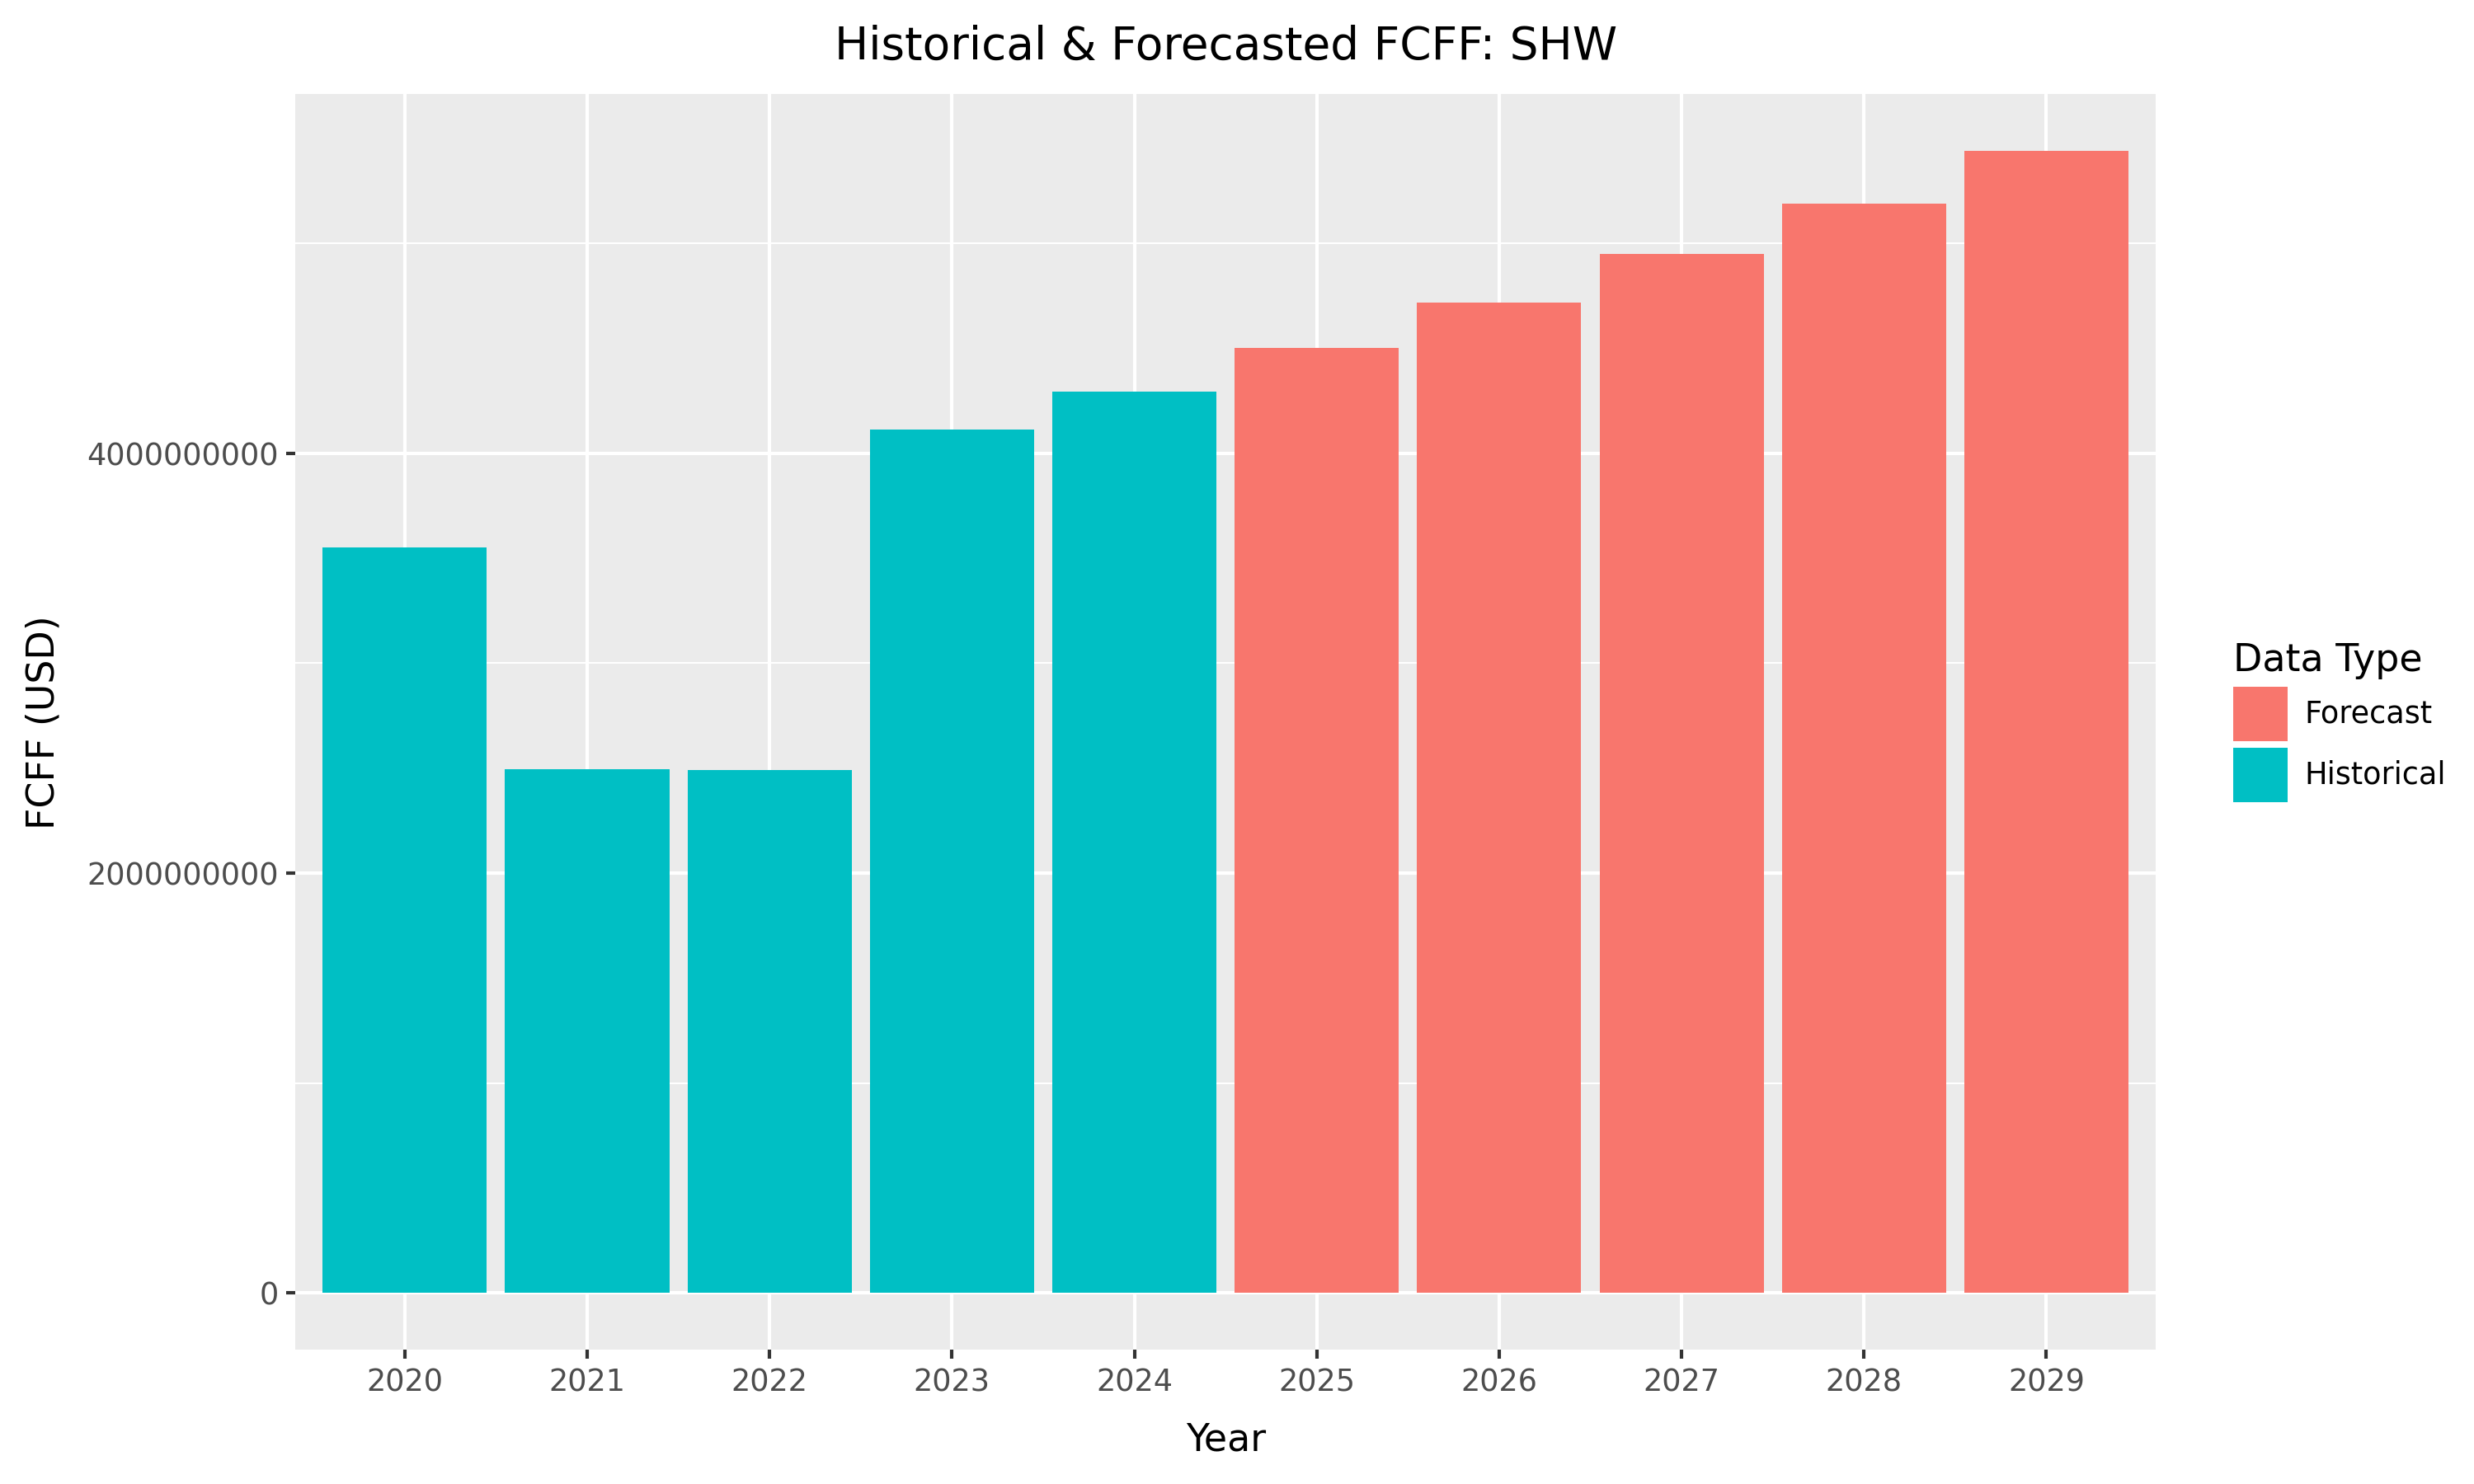 Historical & Forecasted FCFF: SHW
FCFF (USD)
4000000000
2000000000
0
2020 2021 2022 2023 2024 2025 2026 2027 2028 2029
Year
Data Type
Forecast
Historical